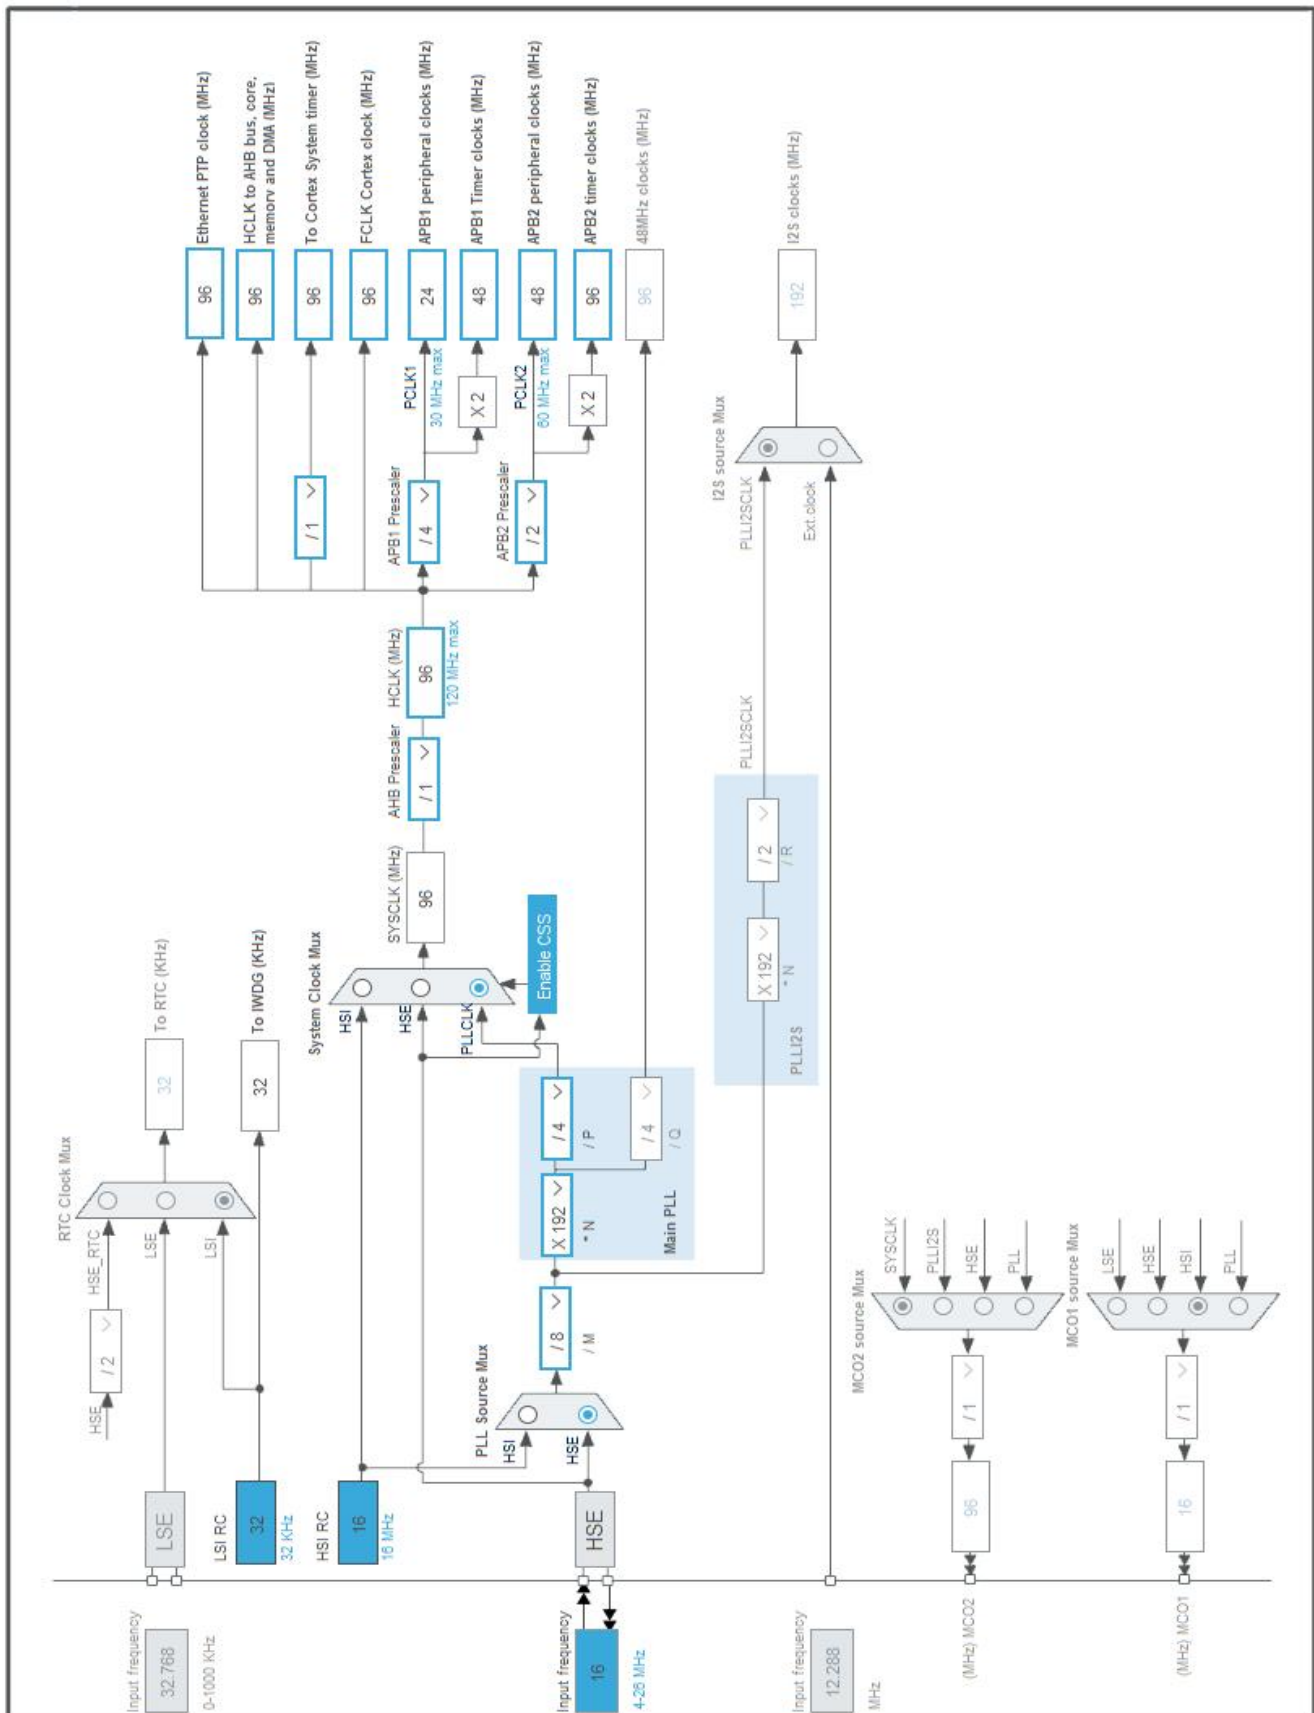 RTC Clock Mux
HSE
/ 2
HSE_RTC
Input frequency
32.768
0-1000 KHz
LSE
LSE
LSI
32
To RTC (KHz)
LSI RC
32
32 KHz
32
To IWDG (KHz)
HSI RC
16
16 MHz
System Clock Mux
HSI
HSE
PLLCLK
Enable CSS
SYSCLK (MHz)
96
AHB Prescaler
/ 1
HCLK (MHz)
96
120 MHz max
96
Ethernet PTP clock (MHz)
96
HCLK to AHB bus, core,
memory and DMA (MHz)
/ 1
96
To Cortex System timer (MHz)
96
FCLK Cortex clock (MHz)
APB1 Prescaler
/ 4
PCLK1
30 MHz max
24
APB1 peripheral clocks (MHz)
X 2
48
APB1 Timer clocks (MHz)
APB2 Prescaler
/ 2
PCLK2
60 MHz max
48
APB2 peripheral clocks (MHz)
X 2
96
APB2 timer clocks (MHz)
96
48MHz clocks (MHz)
PLL Source Mux
HSI
HSE
Input frequency
16
4-26 MHz
HSE
/ 8
/ M
X 192
* N
/ 4
/ P
/ 4
/ Q
Main PLL
PLLI2S
X 192
* N
/ 2
/ R
PLLI2SCLK
I2S source Mux
PLLI2SCLK
Ext.clock
192
I2S clocks (MHz)
Input frequency
12.288
MHz
MCO2 source Mux
SYSCLK
PLLI2S
HSE
PLL
/ 1
96
(MHz) MCO2
MCO1 source Mux
LSE
HSE
HSI
PLL
/ 1
16
(MHz) MCO1